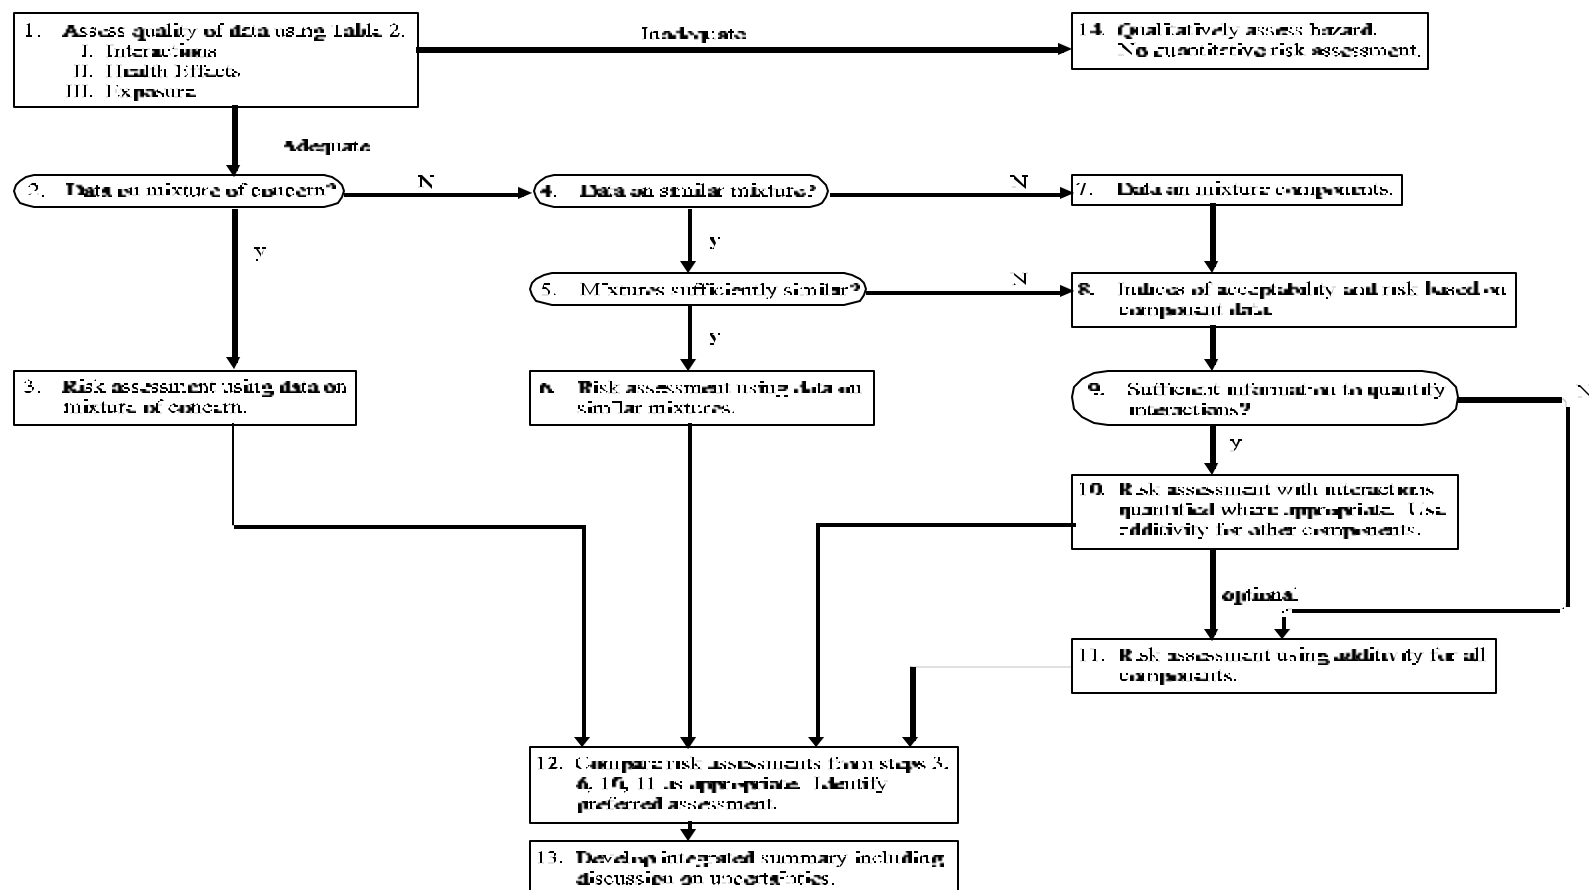 1. Assess quality of data using Table 2.
I. Interactions
II. Health Effects
III. Exposure
Inadequate
14. Qualitatively assess hazard.
No quantitative risk assessment.
Adequate
2. Data on mixture of concern?
N
4. Data on similar mixture?
N
7. Data on mixture components.
y
y
5. Mixtures sufficiently similar?
N
8. Indices of acceptability and risk based on
component data.
y
3. Risk assessment using data on
mixture of concern.
6. Risk assessment using data on
similar mixtures.
9. Sufficient information to quantify
interactions?
N
y
10. Risk assessment with interactions
quantified where appropriate. Use
additivity for other components.
optional
11. Risk assessment using additivity for all
components.
12. Compare risk assessments from steps 3,
6, 10, 11 as appropriate. Identify
preferred assessment.
13. Develop integrated summary including
discussion on uncertainties.